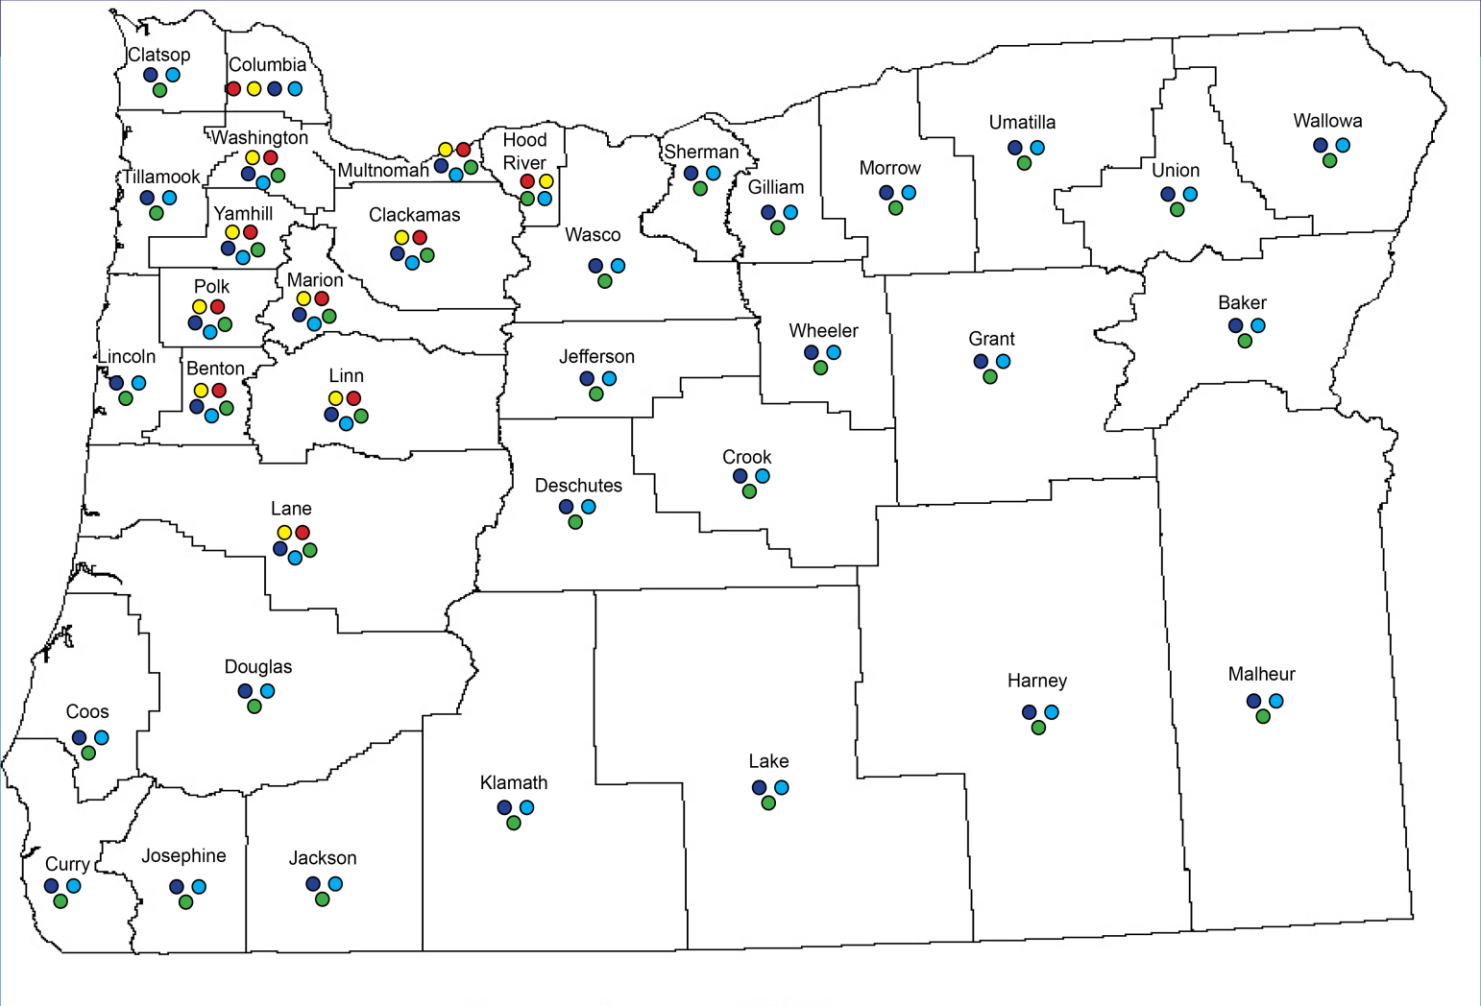 Clatsop
Columbia
Washington
Tillamook
Multnomah
Hood
River
Sherman
Gilliam
Morrow
Umatilla
Union
Wallowa
Yamhill
Clackamas
Wasco
Polk
Marion
Lincoln
Benton
Linn
Jefferson
Wheeler
Grant
Baker
Lane
Deschutes
Crook
Douglas
Coos
Klamath
Lake
Harney
Malheur
Curry
Josephine
Jackson